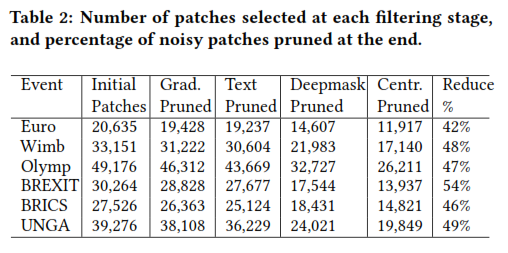 Table 2: Number of patches selected at each filtering stage,
and percentage of noisy patches pruned at the end.
Event Initial Grad. Text Deepmask Centr. Reduce
Patches Pruned Pruned Pruned Pruned %
Euro 20,635 19,428 19,237 14,607 11,917 42%
Wimb 33,151 31,222 30,604 21,983 17,140 48%
Olymp 49,176 46,312 43,669 32,727 26,211 47%
BREXIT 30,264 28,828 27,677 17,544 13,937 54%
BRICS 27,526 26,363 25,124 18,431 14,821 46%
UNGA 39,276 38,108 36,229 24,021 19,849 49%